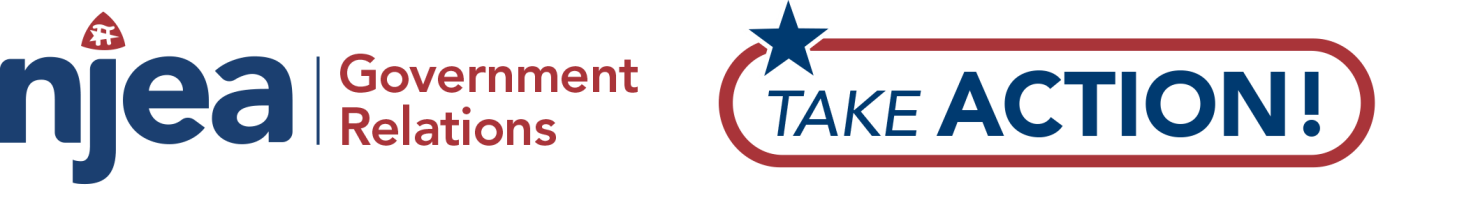 njea
Government
Relations
TAKE ACTION!